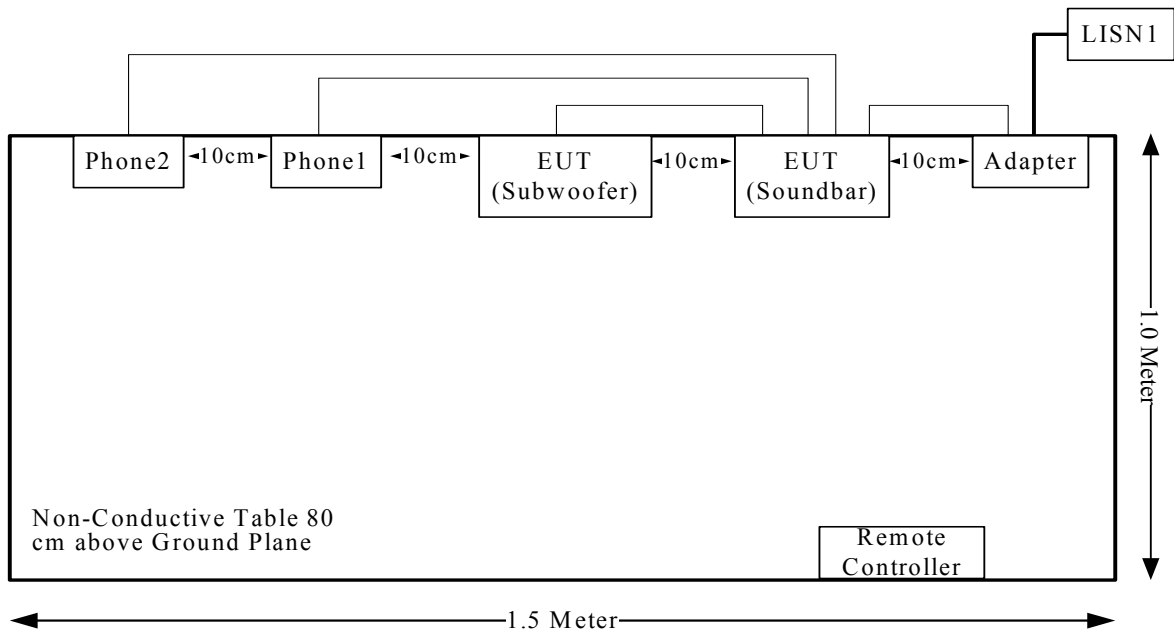 LISN1
Phone2
10cm
Phone1
10cm
EUT
(Subwoofer)
10cm
EUT
(Soundbar)
10cm
Adapter
1.0 Meter
Non-Conductive Table 80
cm above Ground Plane
Remote
Controller
1.5 Meter